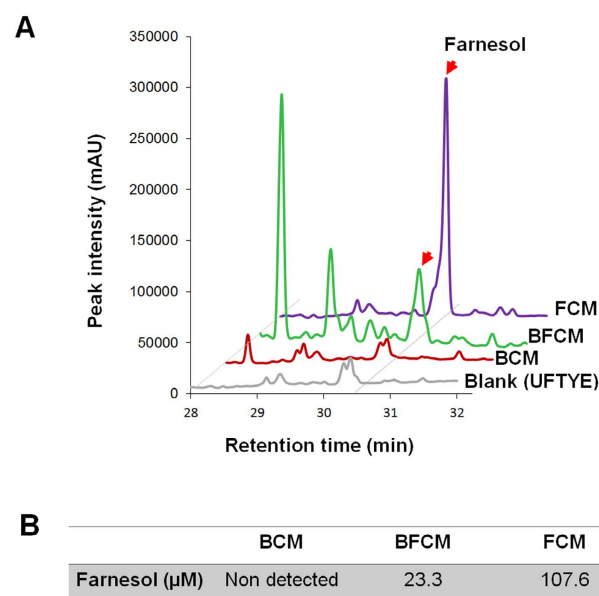 A
Farnesol
350000
300000
250000
200000
150000
100000
50000
0
Peak intensity (mAU)
FCM
BFCM
BCM
Blank (UFTYE)
28 29 30 31 32
Retention time (min)
B
BCM BFCM FCM
Farnesol (µM) Non detected 23.3 107.6